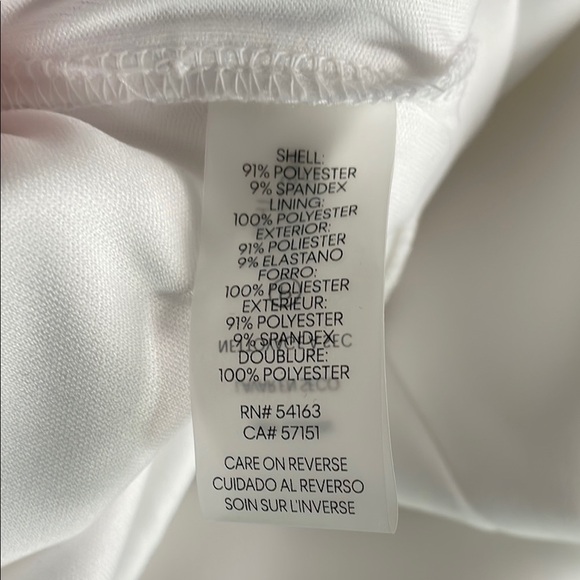 SHELL:
91% POLYESTER
9% SPANDEX
LINING:
100% POLYESTER
EXTERIOR:
91% POLIESTER
9% ELASTANO
FORRO:
100% POLIESTER
EXTERIEUR:
91% POLYESTER
9% SPANDEX
DOUBLURE:
100% POLYESTER
RN# 54163
CA# 57151
CARE ON REVERSE
CUIDADO AL REVERSO
SOIN SUR L'INVERSE